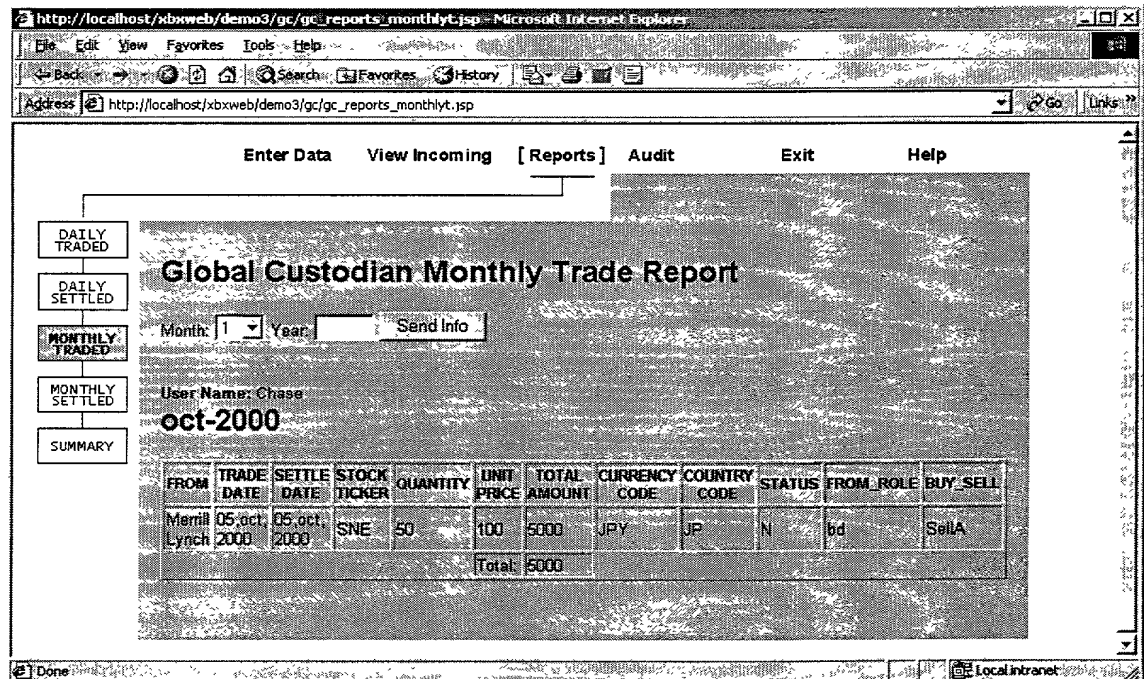 http://localhost/xbxweb/demo3/gc/gc_reports_monthlyt.jsp - Microsoft Internet Explorer
File Edit View Favorites Tools Help
Back Search Favorites History
Address http://localhost/xbxweb/demo3/gc/gc_reports_monthlyt.jsp Go Links »
Enter Data View Incoming [ Reports ] Audit Exit Help
DAILY TRADED
DAILY SETTLED
MONTHLY TRADED
MONTHLY SETTLED
SUMMARY
Global Custodian Monthly Trade Report
Month: 1 Year: Send Info
User Name: Chase
oct-2000
FROM TRADE DATE SETTLE DATE STOCK TICKER QUANTITY UNIT PRICE TOTAL AMOUNT CURRENCY CODE COUNTRY CODE STATUS FROM_ROLE BUY_SELL
Merrill Lynch 05,oct, 2000 05,oct, 2000 SNE 50 100 5000 JPY JP N bd SellA
Total: 5000
Done Local intranet